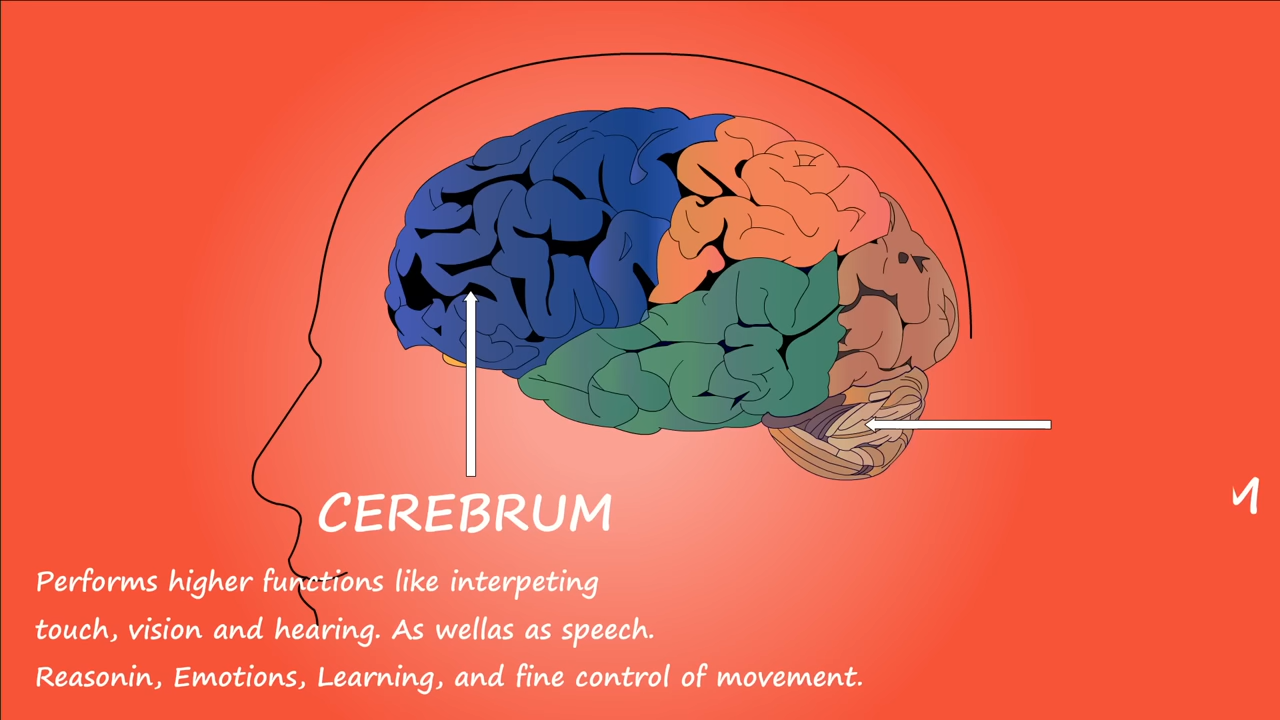 CEREBRUM
M
Performs higher functions like interpeting
touch, vision and hearing. As wellas as speech.
Reasonin, Emotions, Learning, and fine control of movement.